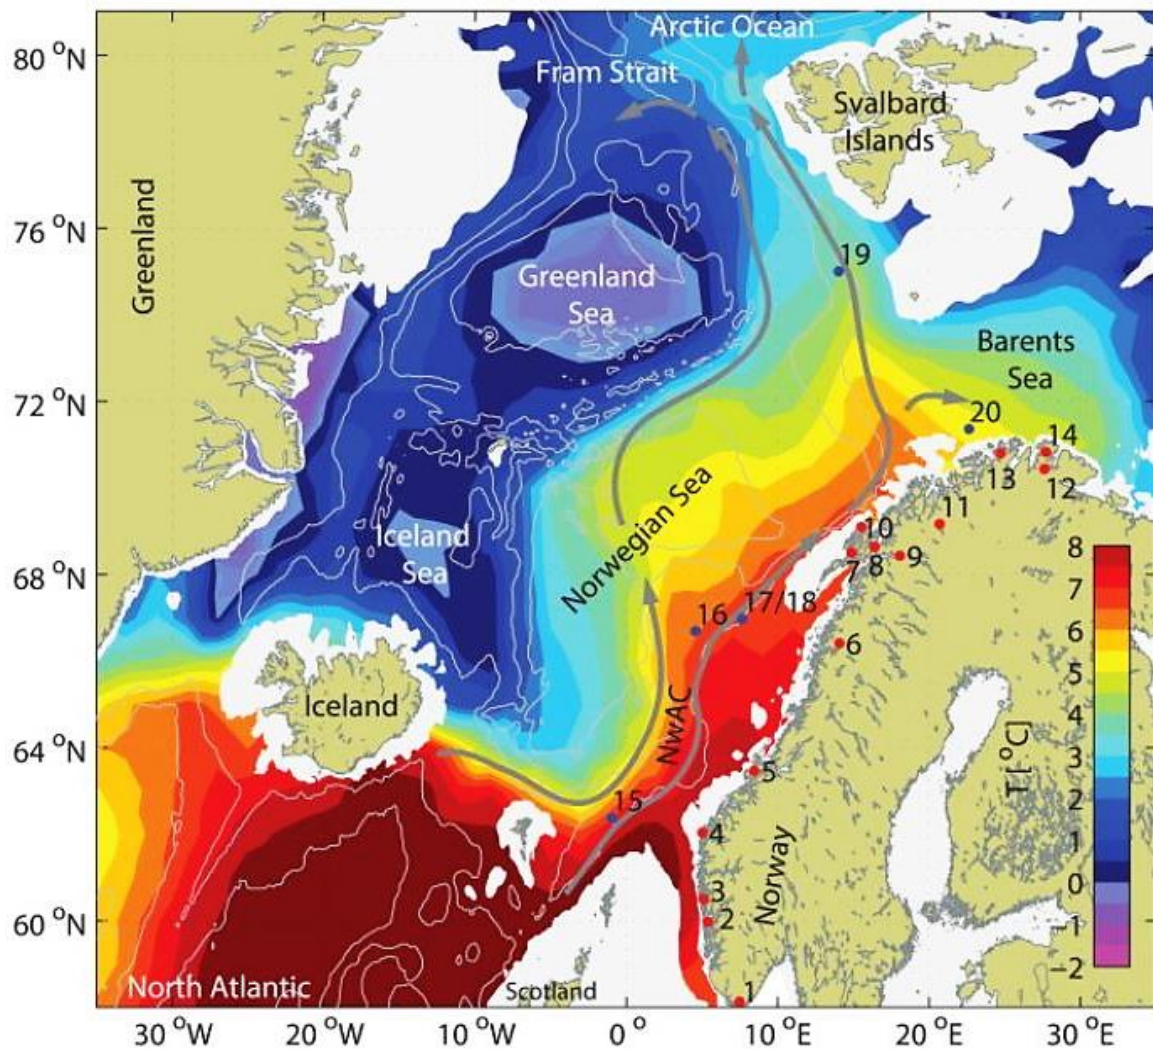 Arctic Ocean
80 °N
Fram Strait
Svalbard
Islands
Greenland
76 °N
19
Greenland
Sea
Barents
Sea
72 °N
20
14
13
12
Norwegian Sea
11
Iceland
Sea
10
9
8
7
68 °N
8
7
6
5
4
3
2
1
0
−1
−2
T[°C]
16
17/18
6
Iceland
NwAC
64 °N
5
15
4
Norway
3
2
60 °N
North Atlantic
Scotland
1
30 °W
20 °W
10 °W
0 °
10 °E
20 °E
30 °E